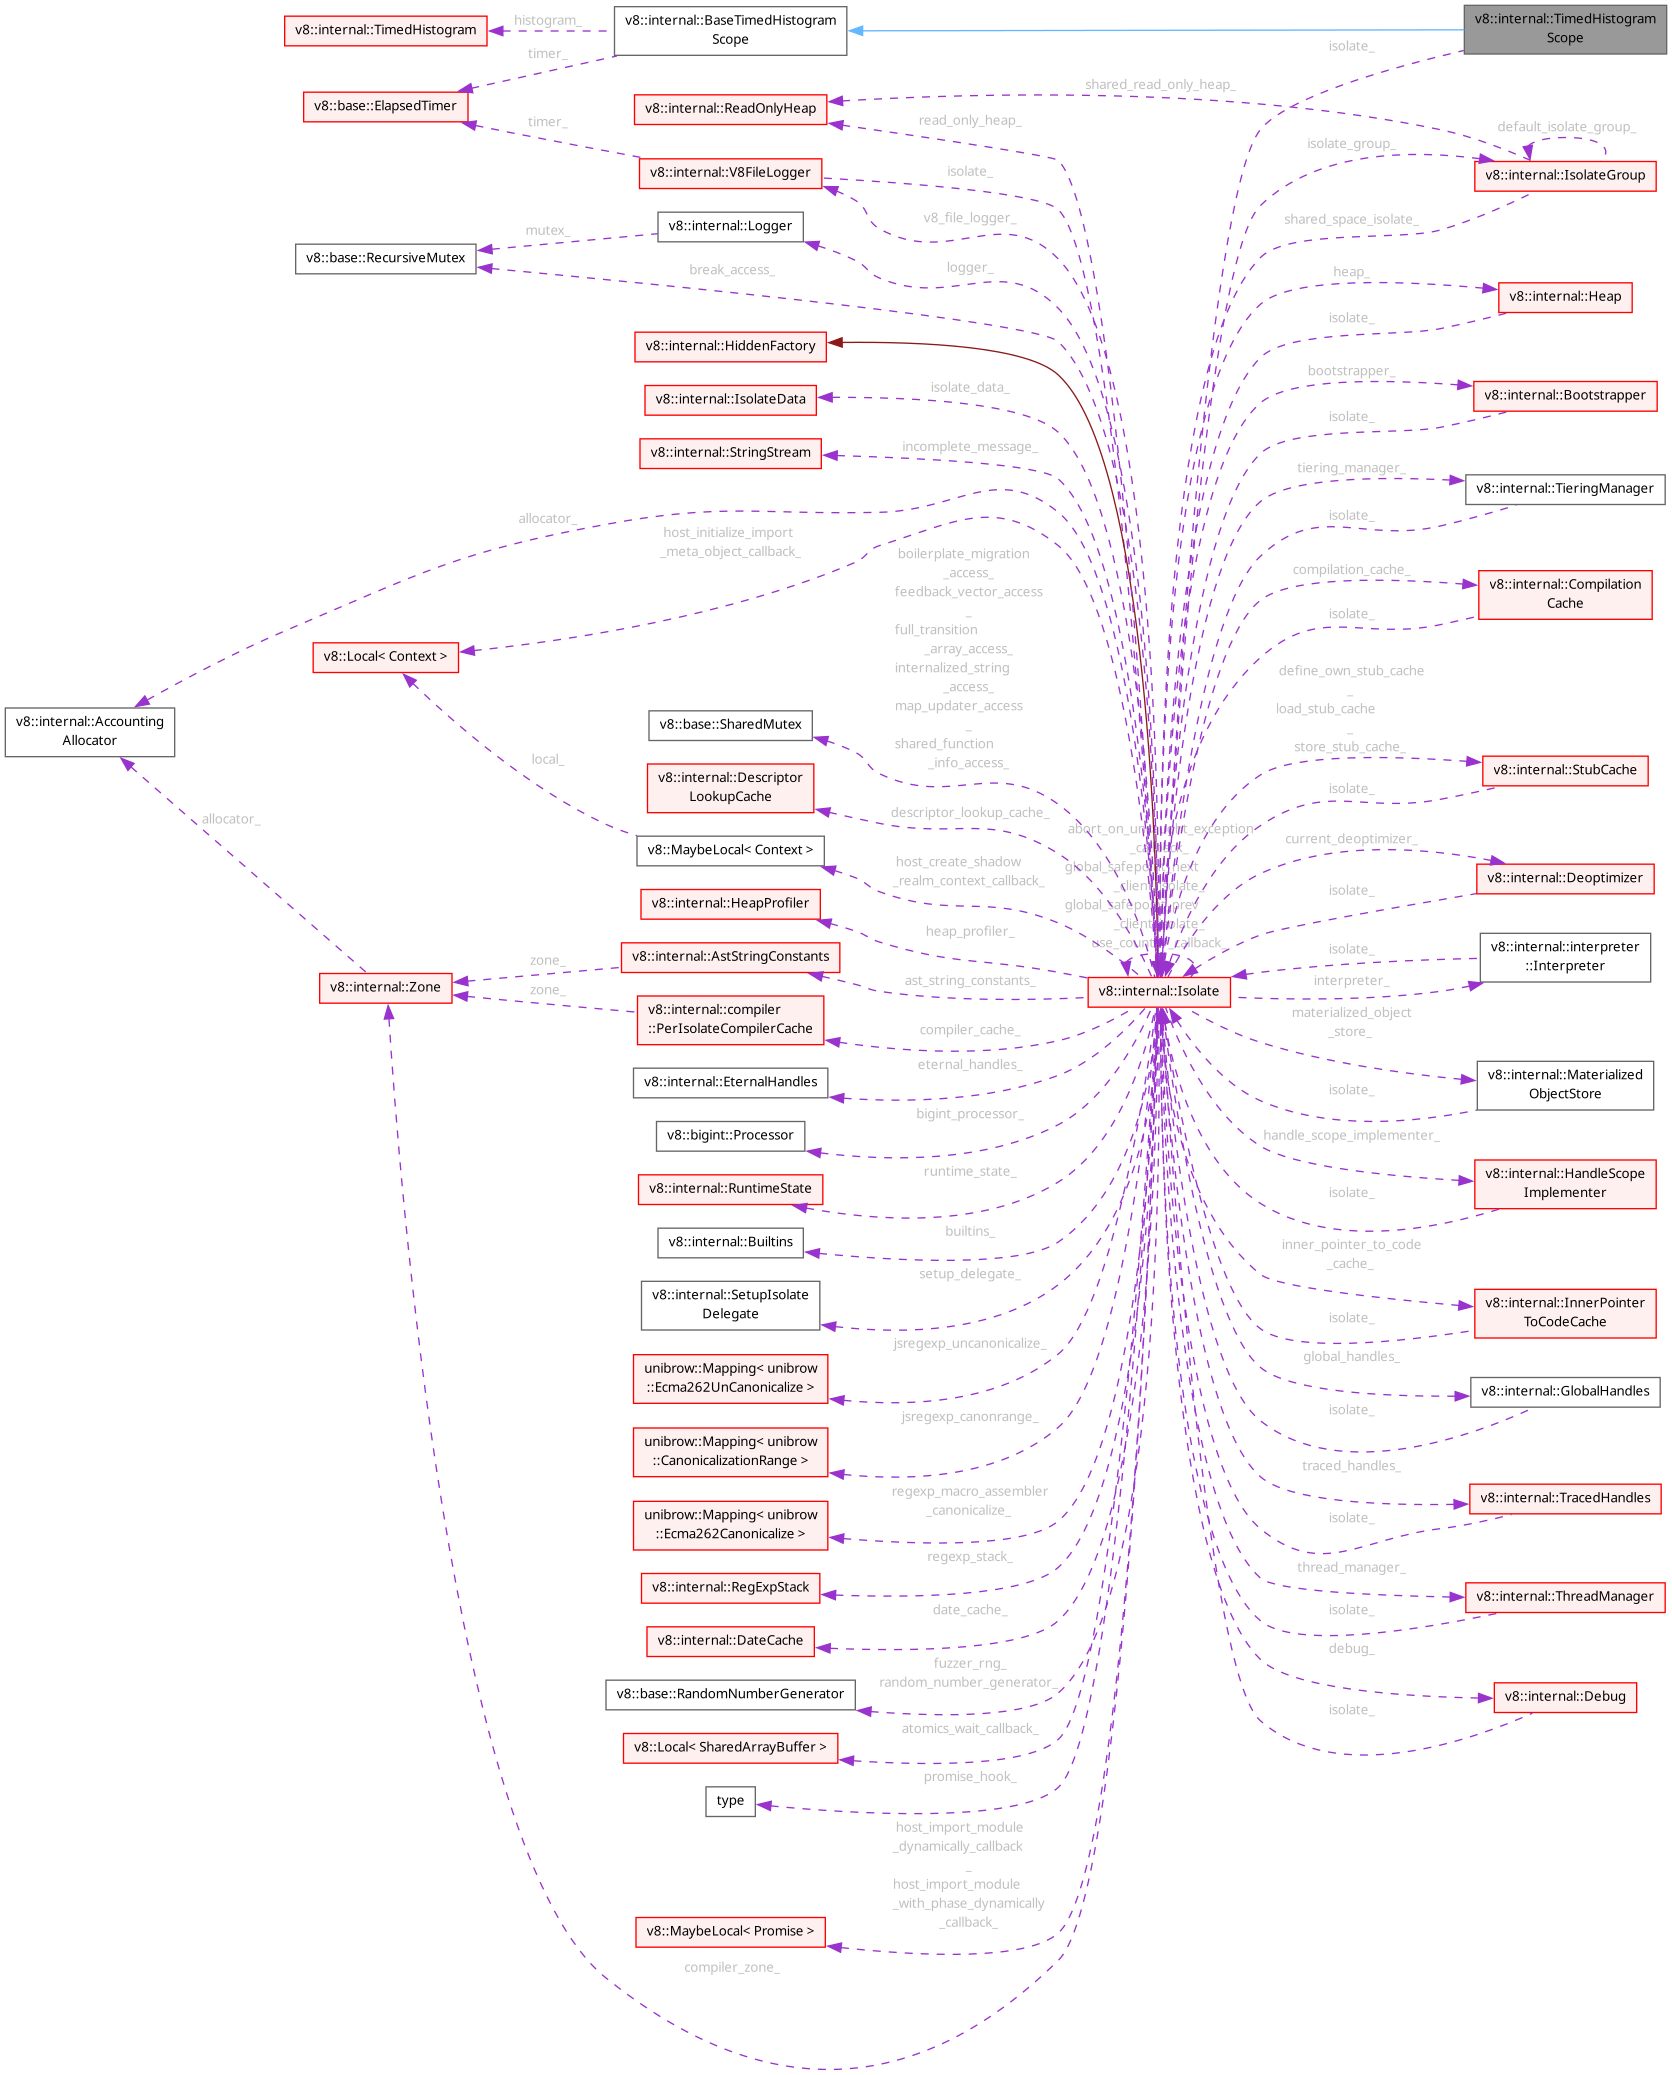 v8::internal::TimedHistogram
Scope
v8::internal::BaseTimedHistogram
Scope
histogram_
v8::internal::TimedHistogram
timer_
v8::base::ElapsedTimer
timer_
isolate_
shared_read_only_heap_
v8::internal::ReadOnlyHeap
read_only_heap_
default_isolate_group_
isolate_group_
v8::internal::IsolateGroup
v8::internal::V8FileLogger
isolate_
v8_file_logger_
shared_space_isolate_
v8::internal::Logger
mutex_
v8::base::RecursiveMutex
break_access_
logger_
heap_
v8::internal::Heap
isolate_
v8::internal::HiddenFactory
isolate_data_
v8::internal::IsolateData
bootstrapper_
v8::internal::Bootstrapper
isolate_
incomplete_message_
v8::internal::StringStream
tiering_manager_
v8::internal::TieringManager
isolate_
allocator_
host_initialize_import
_meta_object_callback_
v8::Local< Context >
boilerplate_migration
_access_
feedback_vector_access
_
full_transition
_array_access_
internalized_string
_access_
map_updater_access
_
shared_function
_info_access_
compilation_cache_
v8::internal::Compilation
Cache
isolate_
v8::internal::Accounting
Allocator
v8::base::SharedMutex
define_own_stub_cache
_
load_stub_cache
_
store_stub_cache_
v8::internal::StubCache
isolate_
v8::internal::Descriptor
LookupCache
descriptor_lookup_cache_
local_
allocator_
v8::MaybeLocal< Context >
host_create_shadow
_realm_context_callback_
current_deoptimizer_
v8::internal::Deoptimizer
isolate_
v8::internal::HeapProfiler
heap_profiler_
v8::internal::AstStringConstants
zone_
ast_string_constants_
v8::internal::Zone
zone_
v8::internal::Isolate
isolate_
v8::internal::interpreter
::Interpreter
interpreter_
v8::internal::compiler
::PerIsolateCompilerCache
compiler_cache_
materialized_object
_store_
v8::internal::Materialized
ObjectStore
isolate_
eternal_handles_
v8::internal::EternalHandles
bigint_processor_
v8::bigint::Processor
handle_scope_implementer_
v8::internal::HandleScope
Implementer
isolate_
runtime_state_
v8::internal::RuntimeState
builtins_
v8::internal::Builtins
inner_pointer_to_code
_cache_
v8::internal::InnerPointer
ToCodeCache
isolate_
setup_delegate_
v8::internal::SetupIsolate
Delegate
jsregexp_uncanonicalize_
unibrow::Mapping< unibrow
::Ecma262UnCanonicalize >
global_handles_
v8::internal::GlobalHandles
isolate_
jsregexp_canonrange_
unibrow::Mapping< unibrow
::CanonicalizationRange >
traced_handles_
v8::internal::TracedHandles
isolate_
regexp_macro_assembler
_canonicalize_
unibrow::Mapping< unibrow
::Ecma262Canonicalize >
regexp_stack_
v8::internal::RegExpStack
thread_manager_
v8::internal::ThreadManager
isolate_
date_cache_
v8::internal::DateCache
debug_
v8::internal::Debug
isolate_
fuzzer_rng_
random_number_generator_
v8::base::RandomNumberGenerator
atomics_wait_callback_
v8::Local< SharedArrayBuffer >
promise_hook_
type
host_import_module
_dynamically_callback
_
host_import_module
_with_phase_dynamically
_callback_
v8::MaybeLocal< Promise >
compiler_zone_